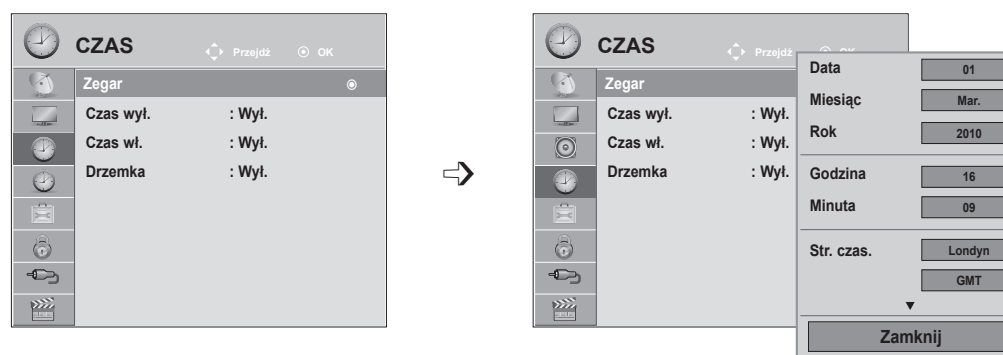 CZAS
Przejdź OK
Zegar
Czas wył. : Wył.
Czas wł. : Wył.
Drzemka : Wył.
CZAS
Przejdź OK
Zegar
Czas wył. : Wył.
Czas wł. : Wył.
Drzemka : Wył.
Data 01
Miesiąc Mar.
Rok 2010
Godzina 16
Minuta 09
Str. czas. Londyn
GMT
Zamknij